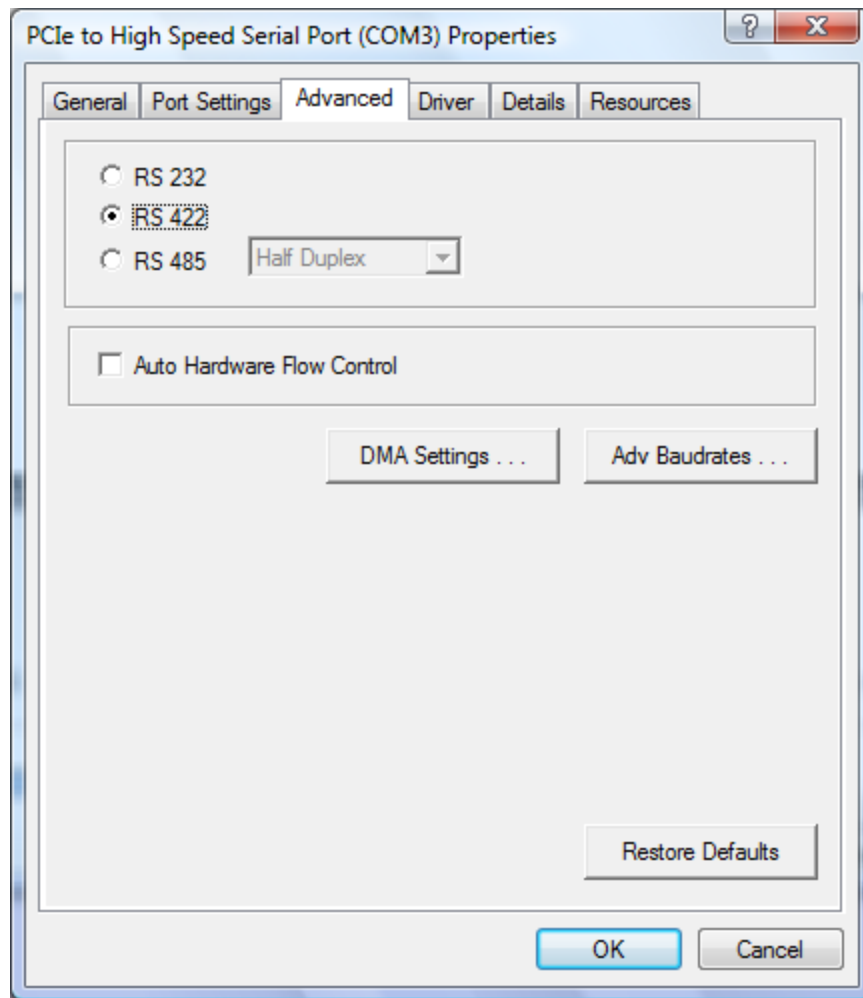 PCIe to High Speed Serial Port (COM3) Properties
General Port Settings Advanced Driver Details Resources
RS 232
RS 422
RS 485 Half Duplex
Auto Hardware Flow Control
DMA Settings . . . Adv Baudrates . . .
Restore Defaults
OK Cancel